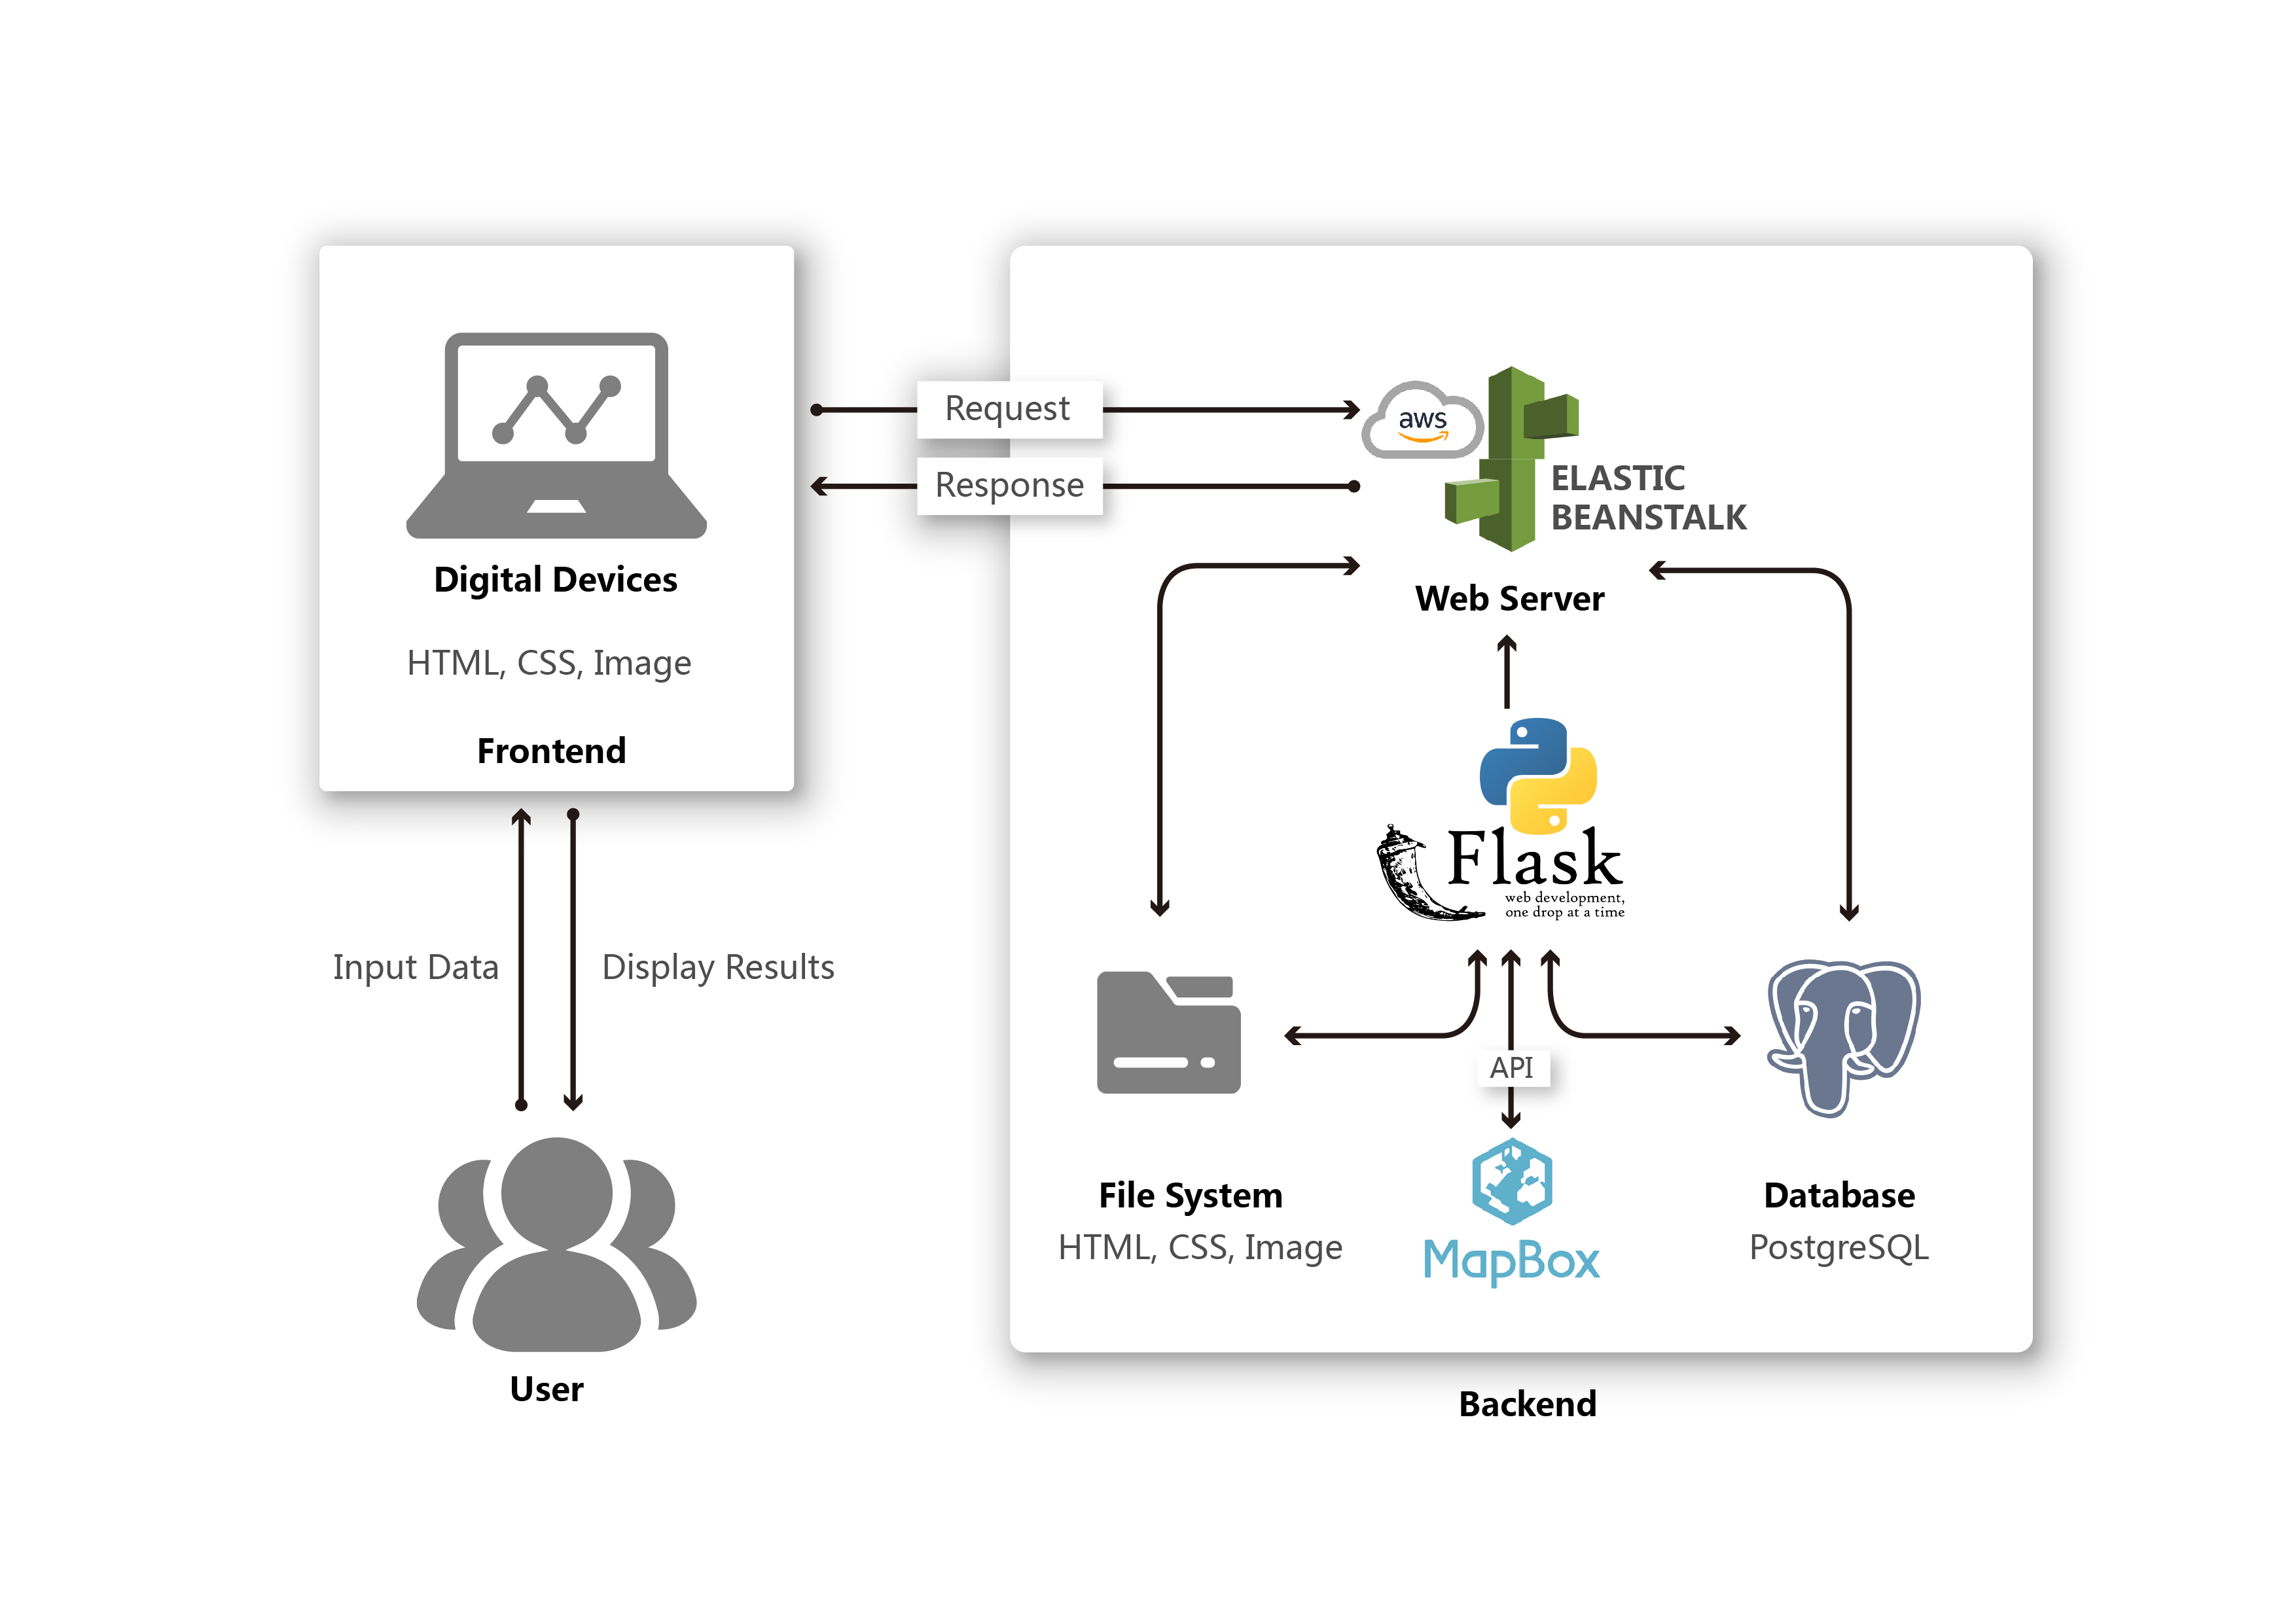 Digital Devices
HTML, CSS, Image
Frontend
Input Data
Display Results
User
Request
Response
aws
ELASTIC
BEANSTALK
Web Server
Flask
web development,
one drop at a time
API
MapBox
File System
HTML, CSS, Image
Database
PostgreSQL
Backend